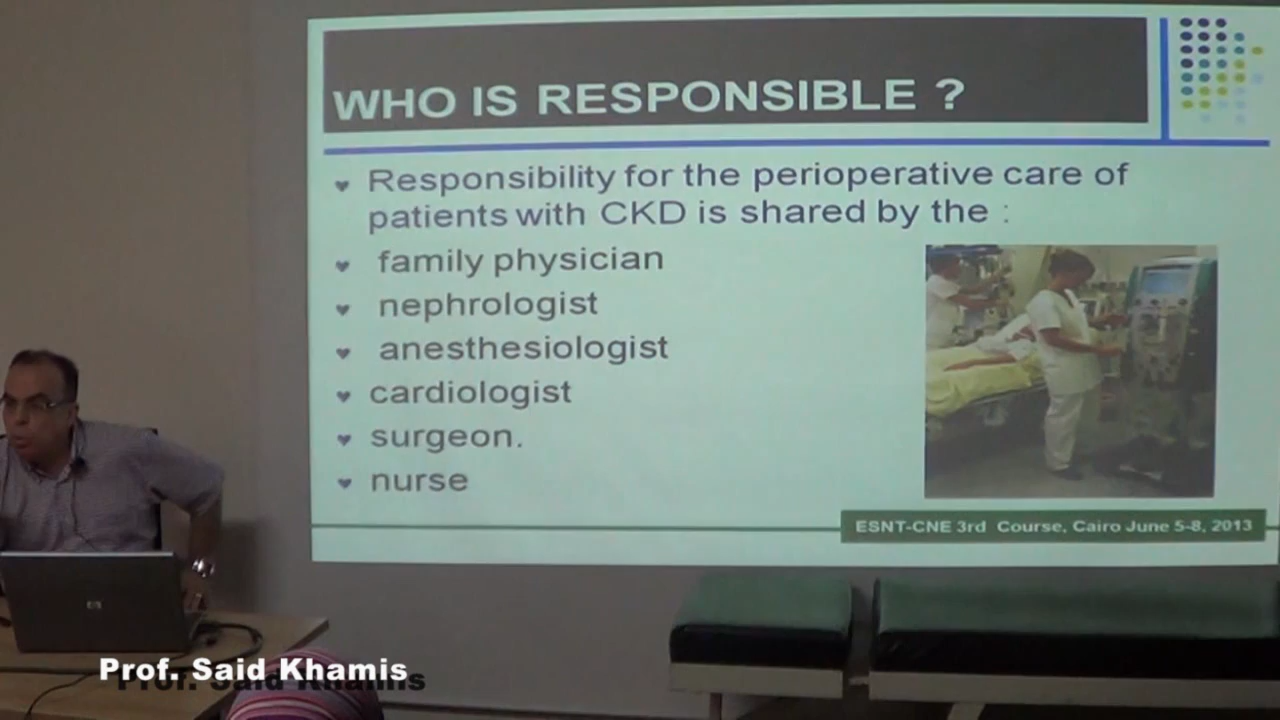 WHO IS RESPONSIBLE ?
Responsibility for the perioperative care of
patients with CKD is shared by the :
family physician
nephrologist
anesthesiologist
cardiologist
surgeon.
nurse
ESNT-CNE 3rd Course, Cairo June 5-8, 2013
hp
Prof. Said Khamis